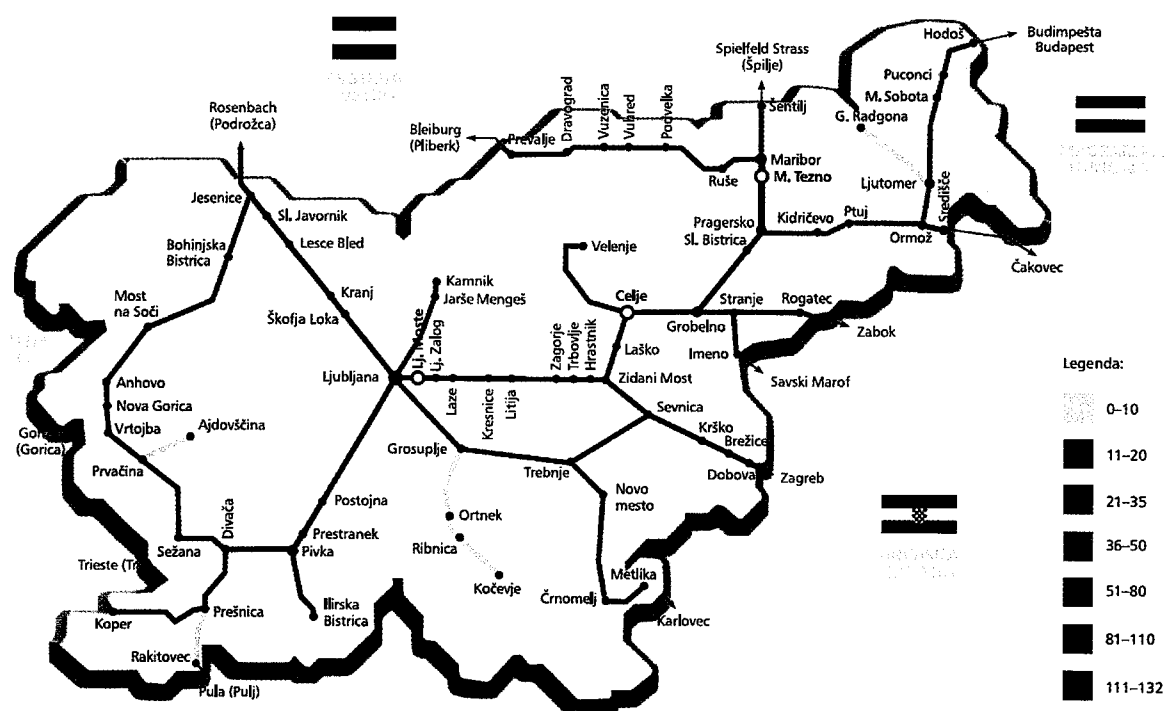 Hodoš
Budimpešta
Budapest
Spielfeld Strass
(Špilje)
Puconci
M. Sobota
Rosenbach
(Podrožca)
Šentilj
G. Radgona
Bleiburg
(Pliberk)
Prevalje
Dravograd
Vuzenica
Vuhred
Podvelka
Maribor
M. Tezno
Ruše
Ljutomer
Središče
Jesenice
Sl. Javornik
Kidričevo
Ptuj
Pragersko
Sl. Bistrica
Ormož
Lesce Bled
Velenje
Bohinjska
Bistrica
Čakovec
Kamnik
Jarše Mengeš
Kranj
Most
na Soči
Škofja Loka
Celje
Stranje
Rogatec
Grobelno
Zabok
Lj. Moste
Lj. Zalog
Zagorje
Trbovlje
Hrastnik
Laško
Imeno
Legenda:
Ljubljana
Laze
Kresnice
Litija
Zidani Most
Savski Marof
Anhovo
Nova Gorica
Sevnica
0–10
Ajdovščina
Vrtojba
(Gorica)
Krško
Brežice
Grosuplje
Prvačina
Trebnje
Dobova
Zagreb
11–20
Novo
mesto
21–35
Postojna
Divača
Ortnek
Prestranek
Ribnica
Sežana
Pivka
36–50
Trieste (Tr
Kočevje
Metlika
51–80
Črnomelj
Prešnica
Ilirska
Bistrica
Koper
Karlovec
81–110
Rakitovec
Pula (Pulj)
111–132